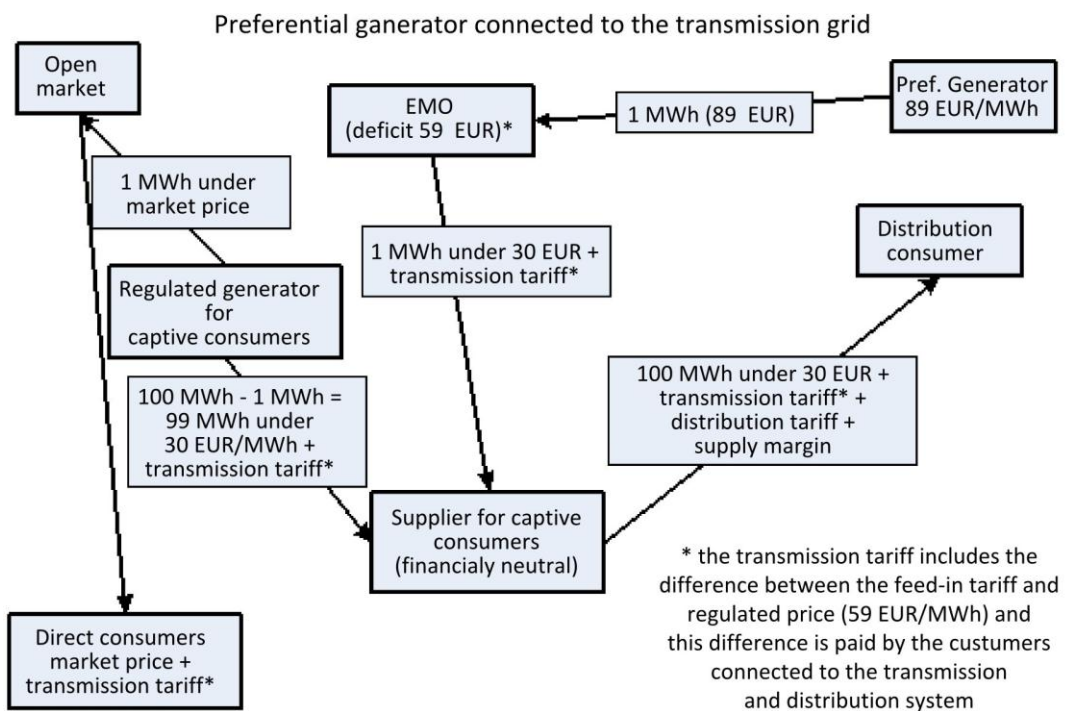 Preferential ganerator connected to the transmission grid
Open
market
EMO
(deficit 59 EUR)*
1 MWh (89 EUR)
Pref. Generator
89 EUR/MWh
1 MWh under
market price
1 MWh under 30 EUR +
transmission tariff*
Distribution
consumer
Regulated generator
for
captive consumers
100 MWh - 1 MWh =
99 MWh under
30 EUR/MWh +
transmission tariff*
100 MWh under 30 EUR +
transmission tariff* +
distribution tariff +
supply margin
Supplier for captive
consumers
(financialy neutral)
Direct consumers
market price +
transmission tariff*
* the transmission tariff includes the
difference between the feed-in tariff and
regulated price (59 EUR/MWh) and
this difference is paid by the custumers
connected to the transmission
and distribution system